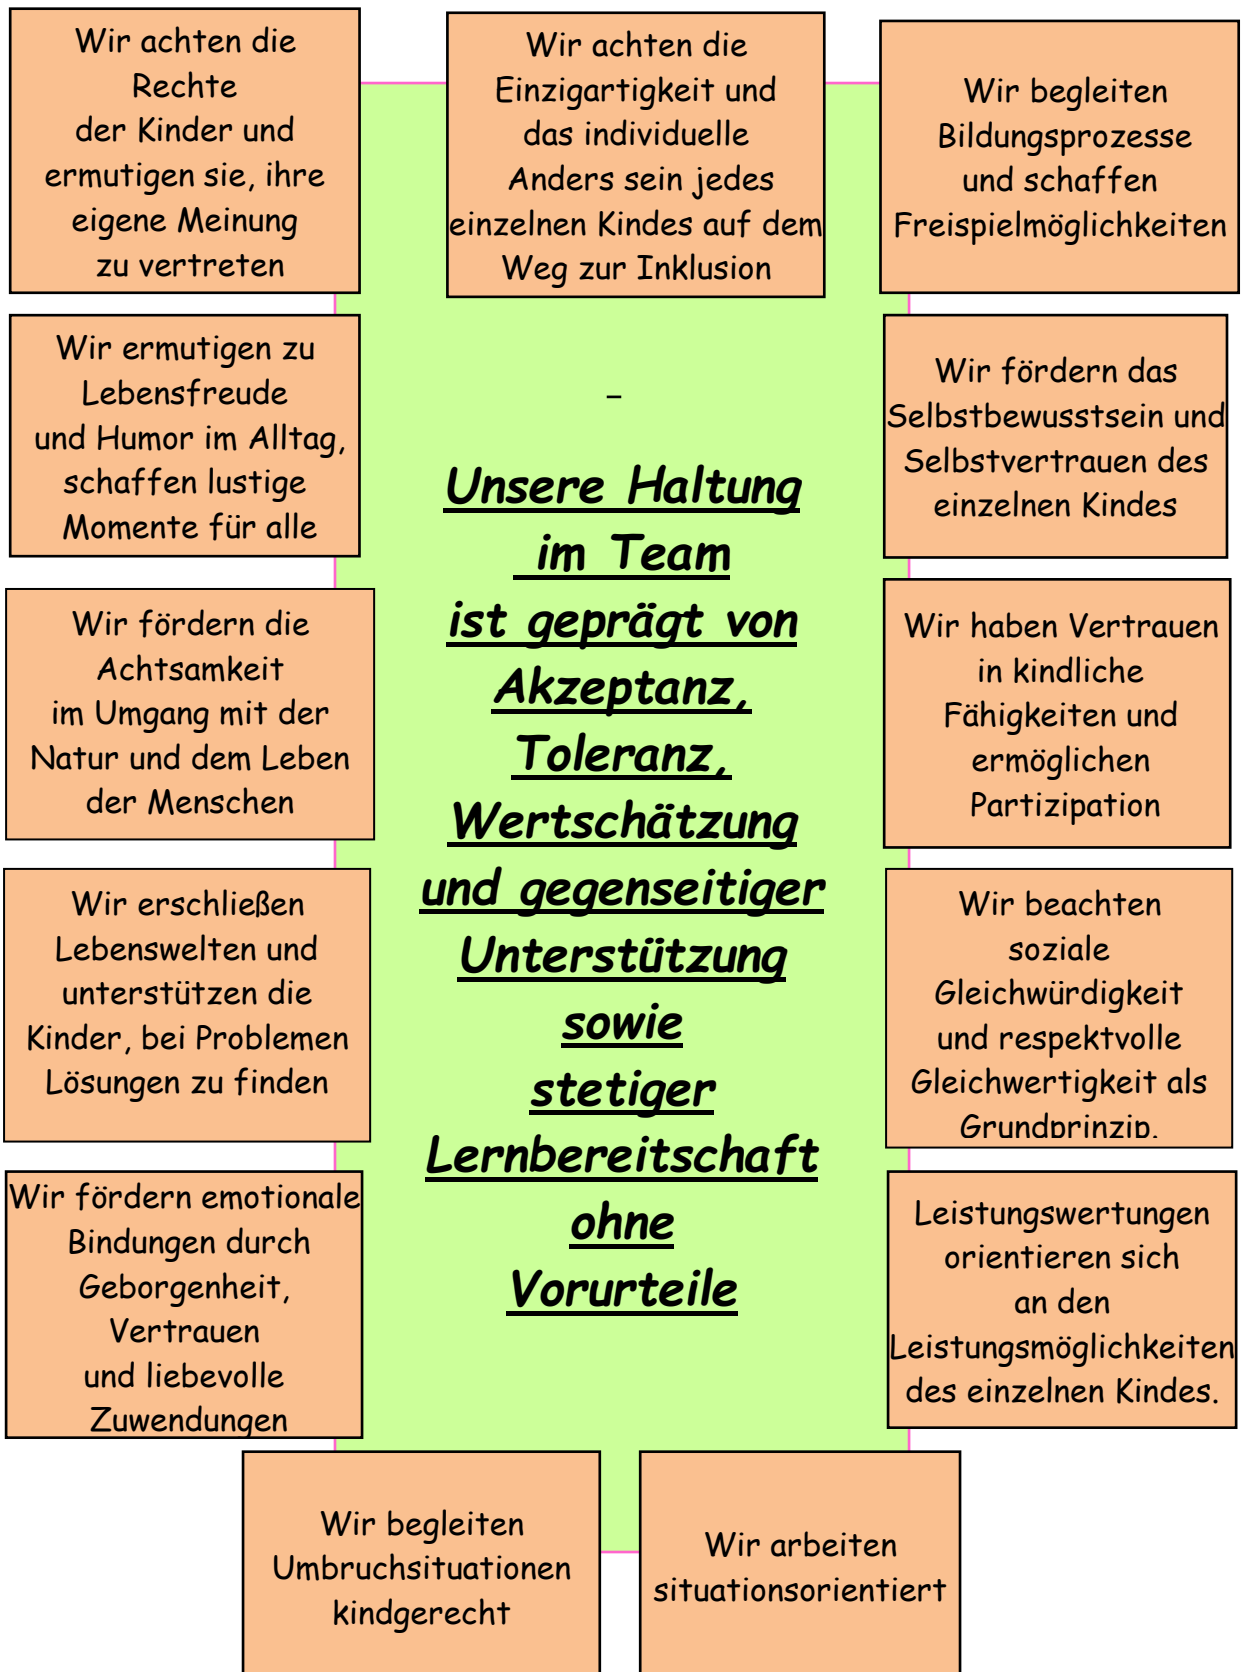 Wir achten die
Rechte
der Kinder und
ermutigen sie, ihre
eigene Meinung
zu vertreten
Wir achten die
Einzigartigkeit und
das individuelle
Anders sein jedes
einzelnen Kindes auf dem
Weg zur Inklusion
Wir begleiten
Bildungsprozesse
und schaffen
Freispielmöglichkeiten
Wir ermutigen zu
Lebensfreude
und Humor im Alltag,
schaffen lustige
Momente für alle
Wir fördern das
Selbstbewusstsein und
Selbstvertrauen des
einzelnen Kindes
Wir fördern die
Achtsamkeit
im Umgang mit der
Natur und dem Leben
der Menschen
Wir haben Vertrauen
in kindliche
Fähigkeiten und
ermöglichen
Partizipation
Wir erschließen
Lebenswelten und
unterstützen die
Kinder, bei Problemen
Lösungen zu finden
Wir beachten
soziale
Gleichwürdigkeit
und respektvolle
Gleichwertigkeit als
Grundprinzip.
Wir fördern emotionale
Bindungen durch
Geborgenheit,
Vertrauen
und liebevolle
Zuwendungen
Leistungswertungen
orientieren sich
an den
Leistungsmöglichkeiten
des einzelnen Kindes.
–
Unsere Haltung
im Team
ist geprägt von
Akzeptanz,
Toleranz,
Wertschätzung
und gegenseitiger
Unterstützung
sowie
stetiger
Lernbereitschaft
ohne
Vorurteile
Wir begleiten
Umbruchsituationen
kindgerecht
Wir arbeiten
situationsorientiert